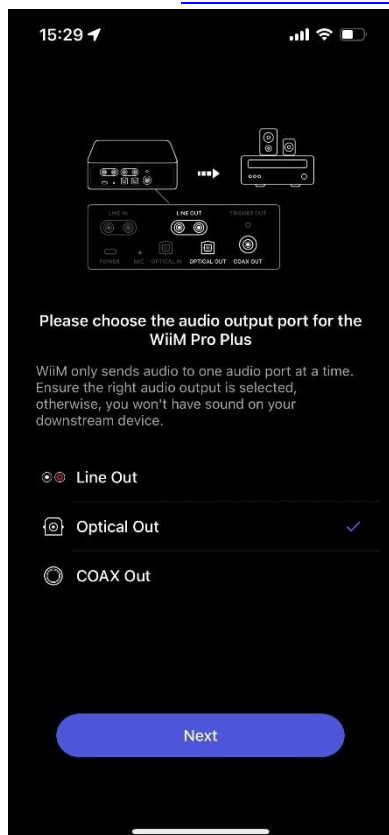 15:29
LINE IN LINE OUT TRIGGER OUT
POWER MIC OPTICAL IN OPTICAL OUT COAX OUT
Please choose the audio output port for the
WiiM Pro Plus
WiiM only sends audio to one audio port at a time.
Ensure the right audio output is selected,
otherwise, you won't have sound on your
downstream device.
Line Out
Optical Out
COAX Out
Next